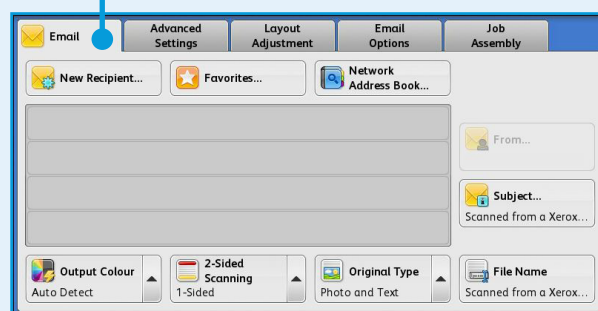 Email
Advanced
Settings
Layout
Adjustment
Email
Options
Job
Assembly
New Recipient...
Favorites...
Network
Address Book...
From...
Subject...
Scanned from a Xerox...
Output Colour
Auto Detect
2-Sided
Scanning
1-Sided
Original Type
Photo and Text
File Name
Scanned from a Xerox...